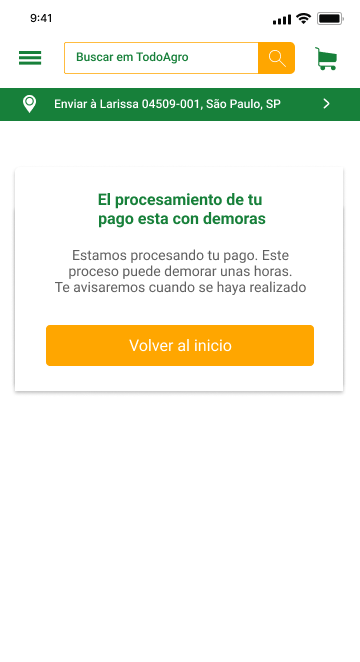 9:41
Buscar em TodoAgro
Enviar à Larissa 04509-001, São Paulo, SP
El procesamiento de tu
pago esta con demoras
Estamos procesando tu pago. Este
proceso puede demorar unas horas.
Te avisaremos cuando se haya realizado
Volver al inicio